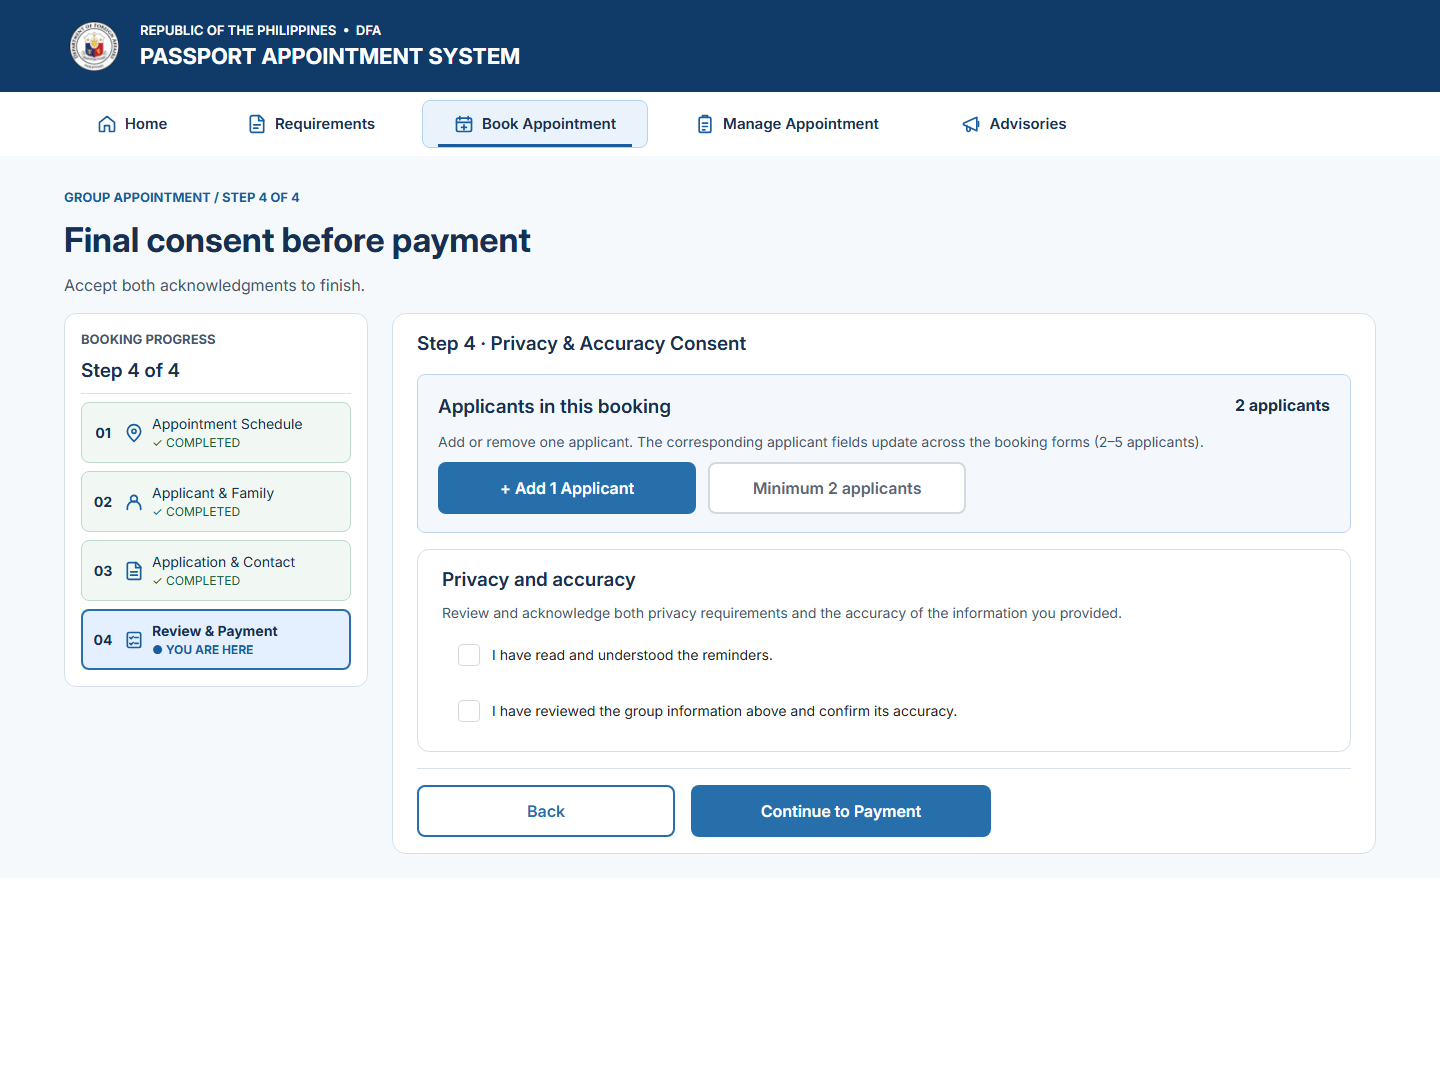 REPUBLIC OF THE PHILIPPINES • DFA
PASSPORT APPOINTMENT SYSTEM
Home
Requirements
Book Appointment
Manage Appointment
Advisories
GROUP APPOINTMENT / STEP 4 OF 4
Final consent before payment
Accept both acknowledgments to finish.
BOOKING PROGRESS
Step 4 of 4
01
Appointment Schedule
✓ COMPLETED
02
Applicant & Family
✓ COMPLETED
03
Application & Contact
✓ COMPLETED
04
Review & Payment
● YOU ARE HERE
Step 4 · Privacy & Accuracy Consent
Applicants in this booking
2 applicants
Add or remove one applicant. The corresponding applicant fields update across the booking forms (2–5 applicants).
+ Add 1 Applicant
Minimum 2 applicants
Privacy and accuracy
Review and acknowledge both privacy requirements and the accuracy of the information you provided.
I have read and understood the reminders.
I have reviewed the group information above and confirm its accuracy.
Back
Continue to Payment